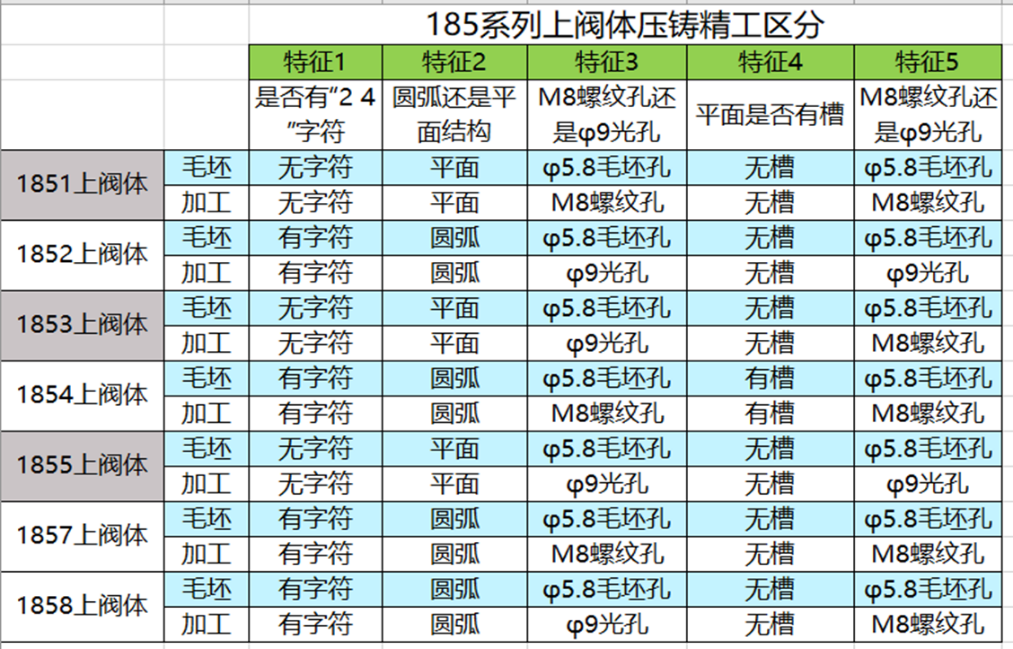 185系列上阀体压铸精工区分
特征1 特征2 特征3 特征4 特征5
是否有“2 4
”字符 圆弧还是平
面结构 M8螺纹孔还
是φ9光孔 平面是否有槽 M8螺纹孔还
是φ9光孔
1851上阀体 毛坯 无字符 平面 φ5.8毛坯孔 无槽 φ5.8毛坯孔
加工 无字符 平面 M8螺纹孔 无槽 M8螺纹孔
1852上阀体 毛坯 有字符 圆弧 φ5.8毛坯孔 无槽 φ5.8毛坯孔
加工 有字符 圆弧 φ9光孔 无槽 φ9光孔
1853上阀体 毛坯 无字符 平面 φ5.8毛坯孔 无槽 φ5.8毛坯孔
加工 无字符 平面 φ9光孔 无槽 M8螺纹孔
1854上阀体 毛坯 有字符 圆弧 φ5.8毛坯孔 有槽 φ5.8毛坯孔
加工 有字符 圆弧 M8螺纹孔 有槽 M8螺纹孔
1855上阀体 毛坯 无字符 平面 φ5.8毛坯孔 无槽 φ5.8毛坯孔
加工 无字符 平面 φ9光孔 无槽 φ9光孔
1857上阀体 毛坯 有字符 圆弧 φ5.8毛坯孔 无槽 φ5.8毛坯孔
加工 有字符 圆弧 M8螺纹孔 无槽 M8螺纹孔
1858上阀体 毛坯 有字符 圆弧 φ5.8毛坯孔 无槽 φ5.8毛坯孔
加工 有字符 圆弧 φ9光孔 无槽 M8螺纹孔